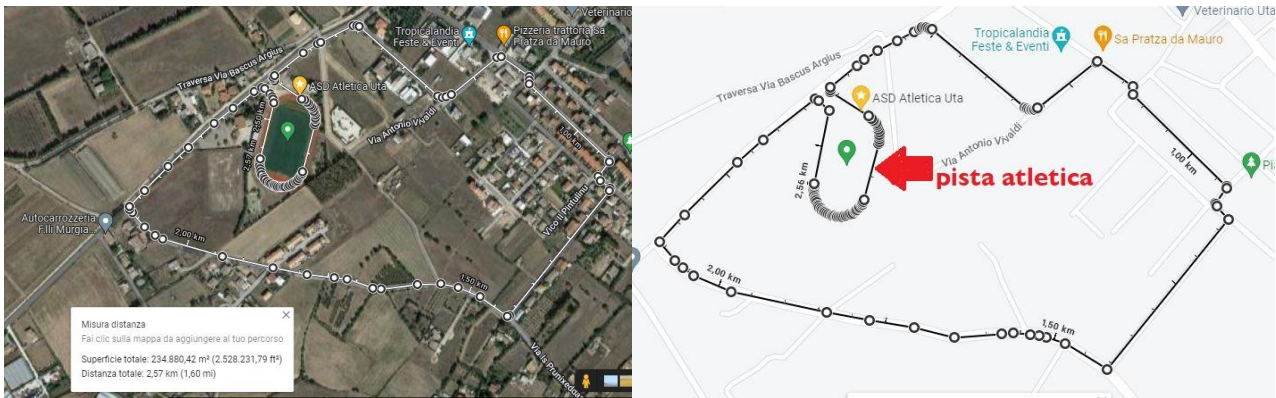 Veterinario
Tropicalandia
Feste & Eventi
Pizzeria trattoria Sa
Pratza da Mauro
Traversa Via Bascus Argius
ASD Atletica Uta
Via Antonio Vivaldi
2,50 km
2,57 km
1,00 km
Autocarrozzeria
F.lli Murgia...
2,00 km
Vico II Pintulinu
1,50 km
Misura distanza
Fai clic sulla mappa da aggiungere al tuo percorso
Superficie totale: 234.880,42 m² (2.528.231,79 ft²)
Distanza totale: 2,57 km (1,60 mi)
Veterinario Uta
Tropicalandia
Feste & Eventi
Sa Pratza da Mauro
Traversa Via Bascus Argius
ASD Atletica Uta
Via Antonio Vivaldi
1,00 km
2,56 km
pista atletica
2,00 km
1,50 km